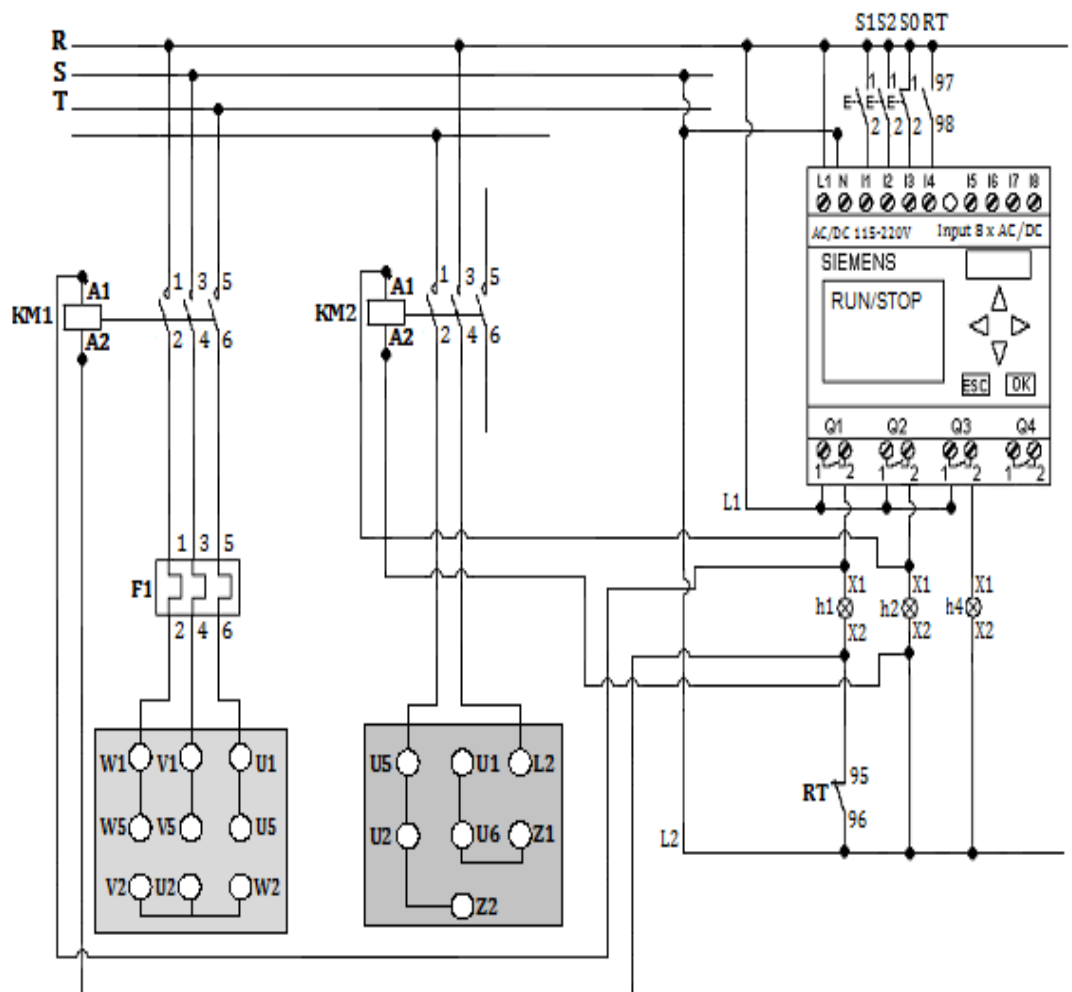 S1 S2 S0 RT
R
S
T
1 1 1 97
2 2 2 98
L1 N I1 I2 I3 I4 I5 I6 I7 I8
AC/DC 115-220V Input 8 x AC/DC
SIEMENS
RUN/STOP
ESC OK
Q1 Q2 Q3 Q4
1 2 1 2 1 2 1 2
KM1 A1 A2
1 3 5
2 4 6
KM2 A1 A2
1 3 5
2 4 6
L1
F1
1 3 5
2 4 6
h1 X1 X2
h2 X1 X2
h4 X1 X2
RT 95 96
L2
W1 V1 U1
W5 V5 U5
V2 U2 W2
U5 U1 L2
U2 U6 Z1
Z2